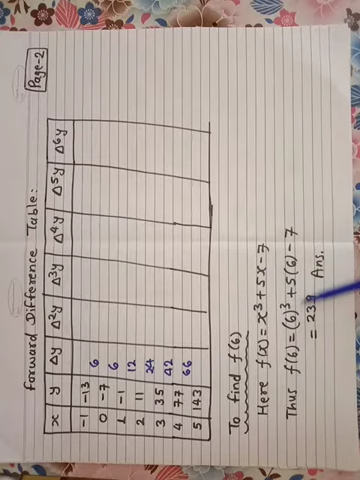 Page-2
Forward Difference Table:
x y Δy Δ²y Δ³y Δ⁴y Δ⁵y Δ⁶y
-1 -13
6
0 -7
6
1 -1
12
2 11
24
3 35
42
4 77
66
5 143
To find f(6)
Here f(x) = x³ + 5x - 7
Thus f(6) = (6)³ + 5(6) - 7
= 239 Ans.